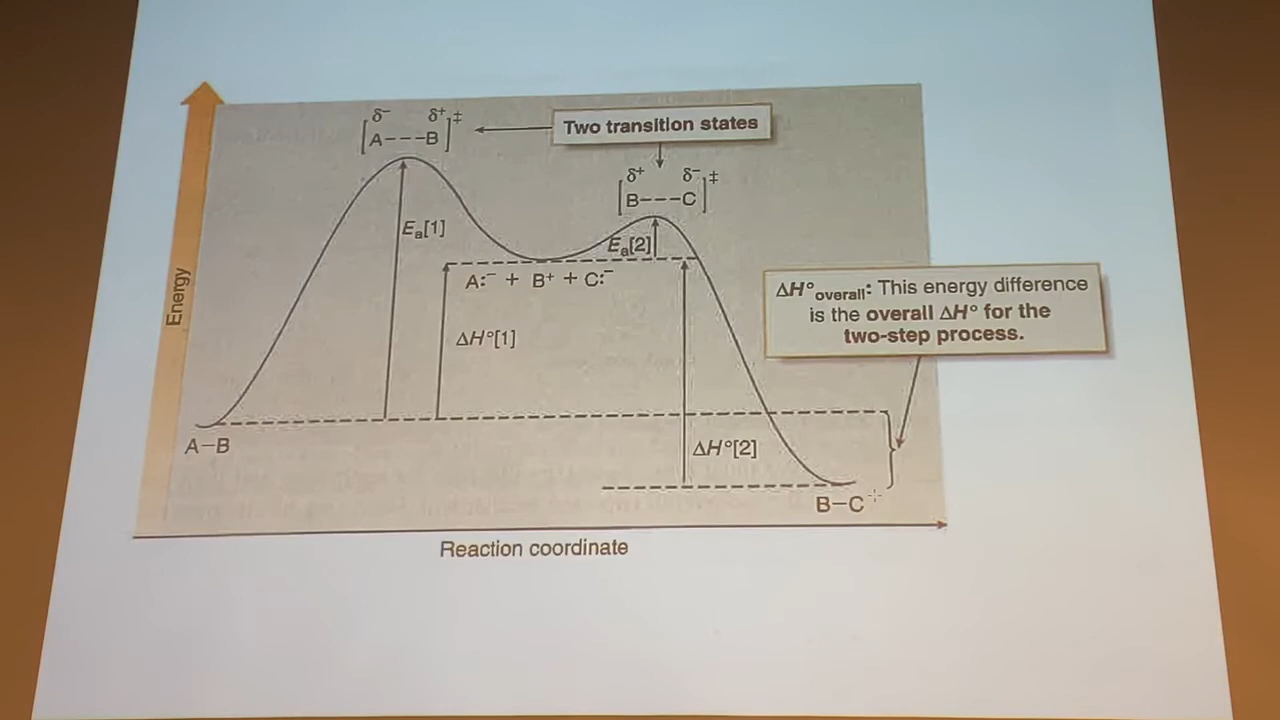 δ⁻ δ⁺
[A---B]‡
Two transition states
δ⁺ δ⁻
[B---C]‡
Eₐ[1]
Eₐ[2]
A:⁻ + B⁺ + C:⁻
ΔH°[1]
Energy
ΔH°overall: This energy difference
is the overall ΔH° for the
two-step process.
A–B
ΔH°[2]
B–C
Reaction coordinate